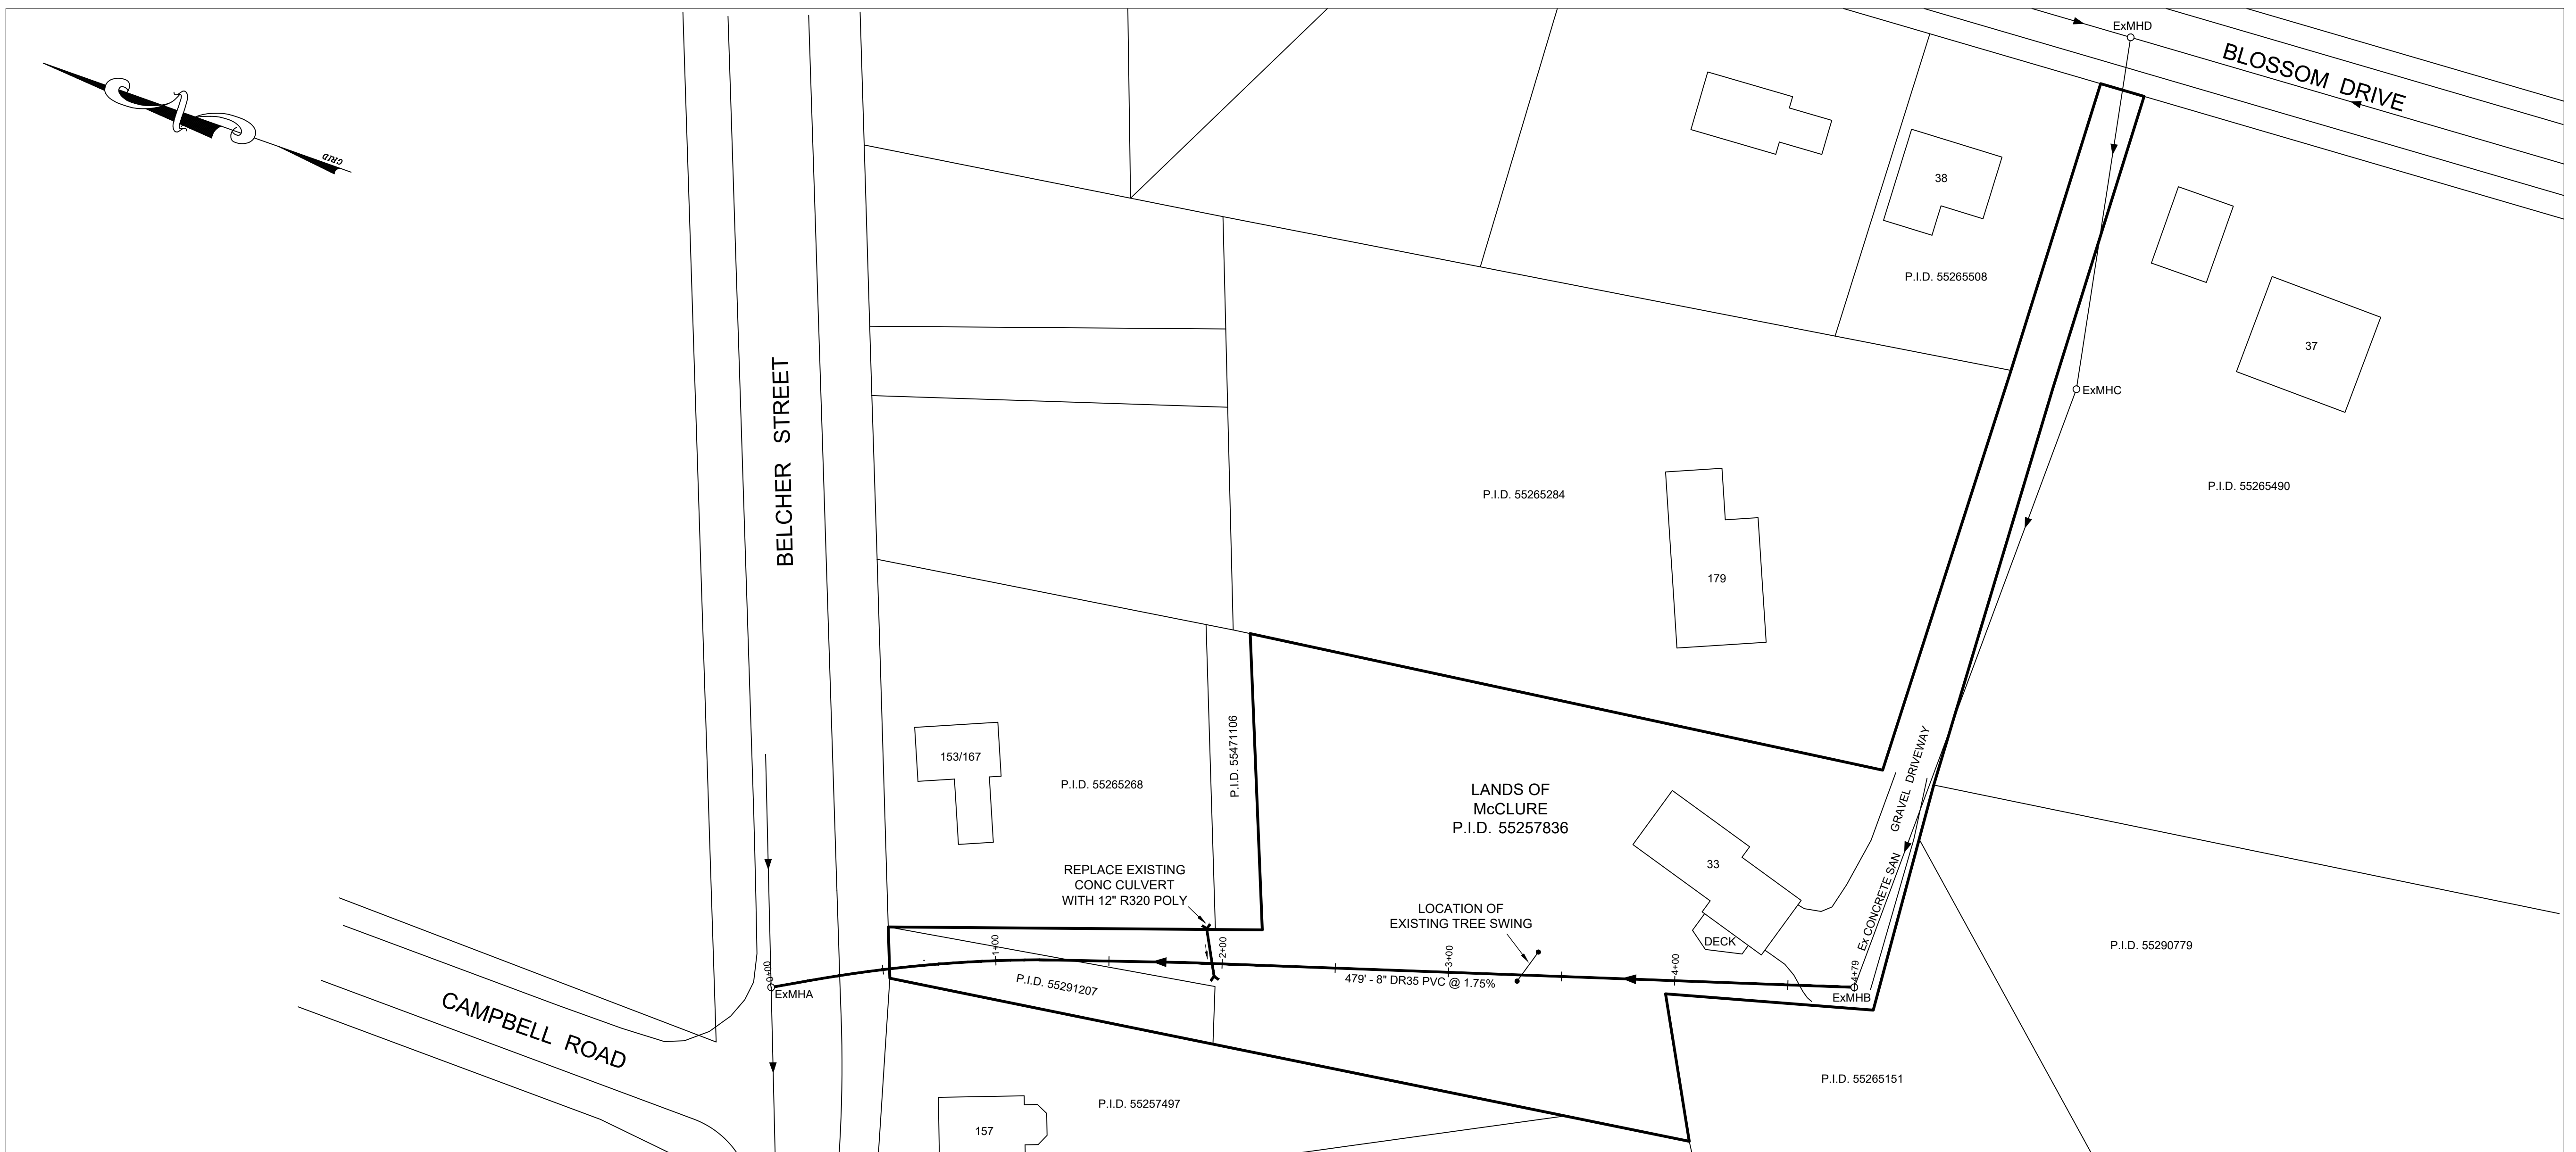 ExMHD
BLOSSOM DRIVE
GRID
38
P.I.D. 55265508
37
ExMHC
BELCHER STREET
P.I.D. 55265284
P.I.D. 55265490
179
153/167
P.I.D. 55265268
P.I.D. 55471106
LANDS OF
McCLURE
P.I.D. 55257836
GRAVEL DRIVEWAY
33
REPLACE EXISTING
CONC CULVERT
WITH 12" R320 POLY
LOCATION OF
EXISTING TREE SWING
DECK
Ex CONCRETE SAN
P.I.D. 55290779
0+00
1+00
2+00
3+00
4+00
4+79
ExMHA
P.I.D. 55291207
479' - 8" DR35 PVC @ 1.75%
ExMHB
CAMPBELL ROAD
P.I.D. 55265151
P.I.D. 55257497
157